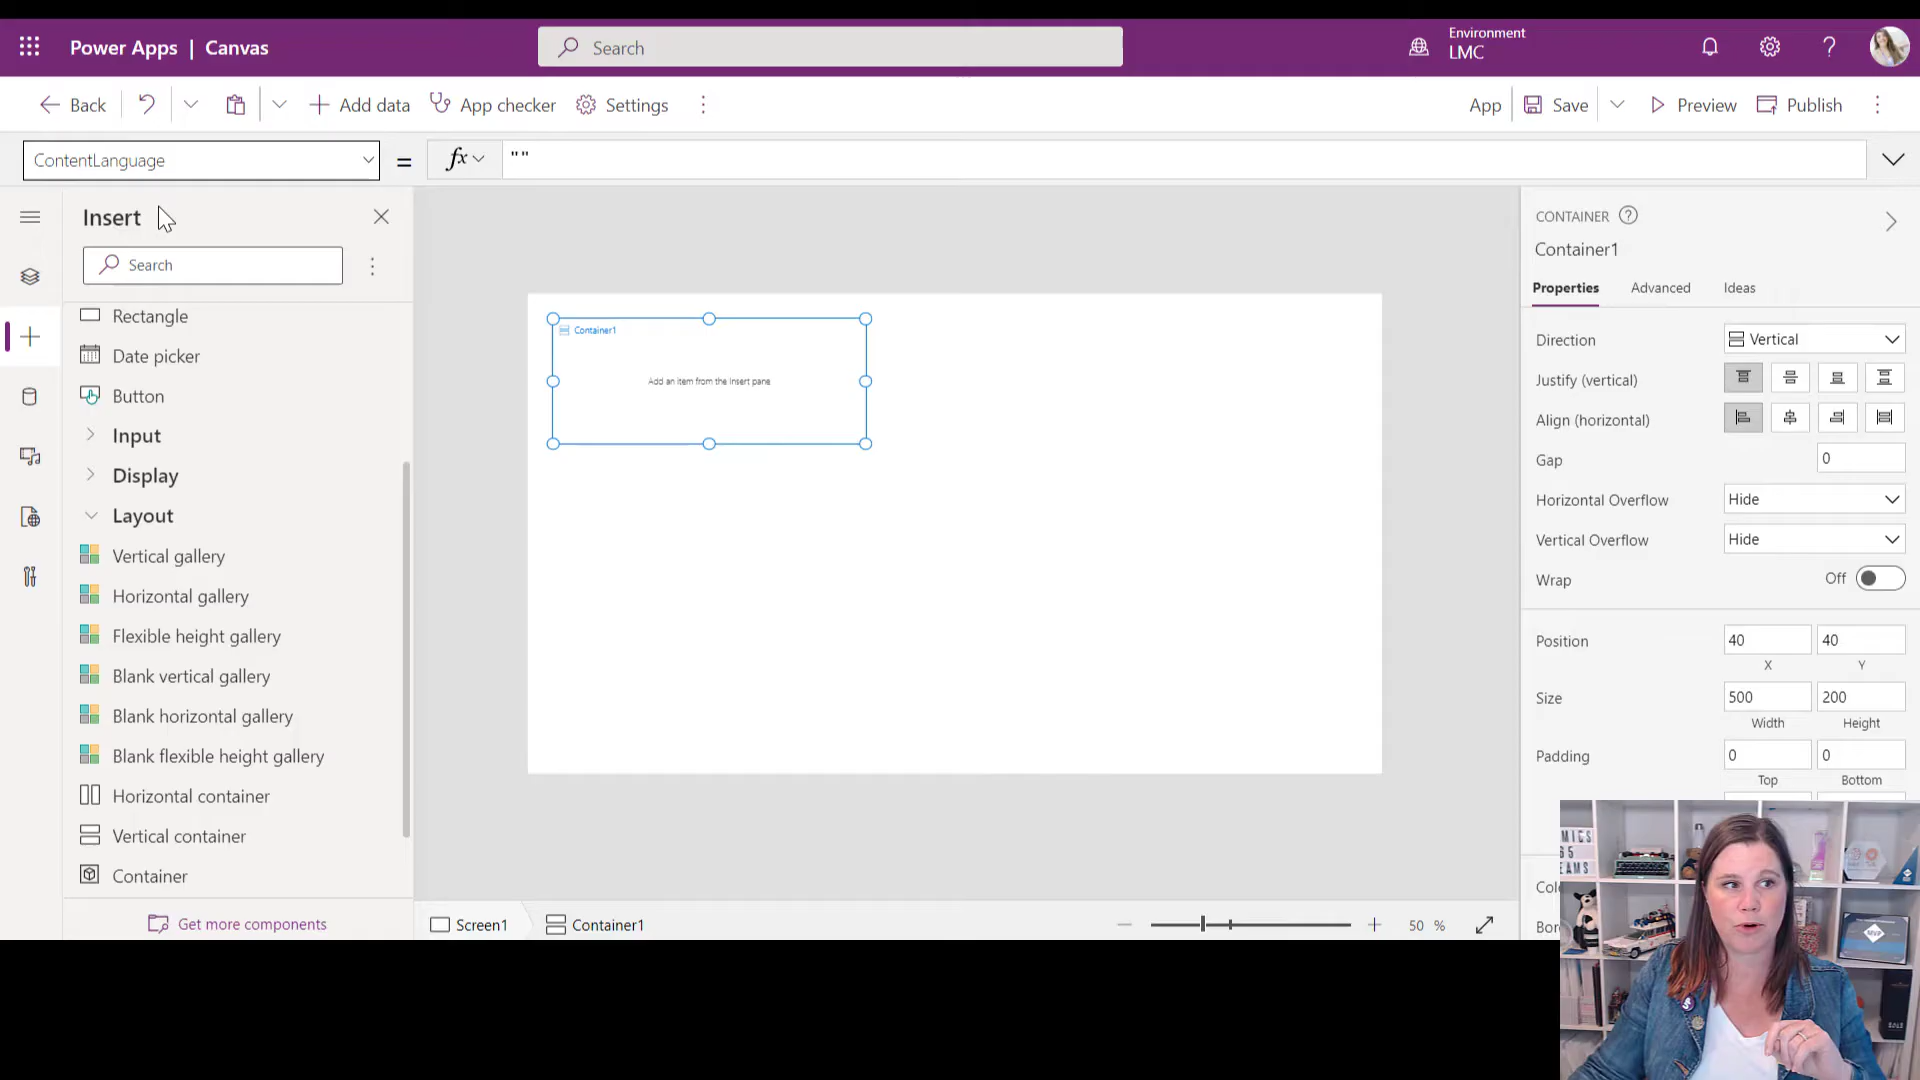 Power Apps | Canvas
Search
Environment
LMC
Back
Add data
App checker
Settings
App
Save
Preview
Publish
ContentLanguage
=
fx
""
Insert
Search
Rectangle
Date picker
Button
Input
Display
Layout
Vertical gallery
Horizontal gallery
Flexible height gallery
Blank vertical gallery
Blank horizontal gallery
Blank flexible height gallery
Horizontal container
Vertical container
Container
Get more components
Container1
Add an item from the Insert pane
Screen1
Container1
50 %
CONTAINER
Container1
Properties
Advanced
Ideas
Direction
Vertical
Justify (vertical)
Align (horizontal)
Gap
0
Horizontal Overflow
Hide
Vertical Overflow
Hide
Wrap
Off
Position
40
40
X
Y
Size
500
200
Width
Height
Padding
0
0
Top
Bottom
MVP